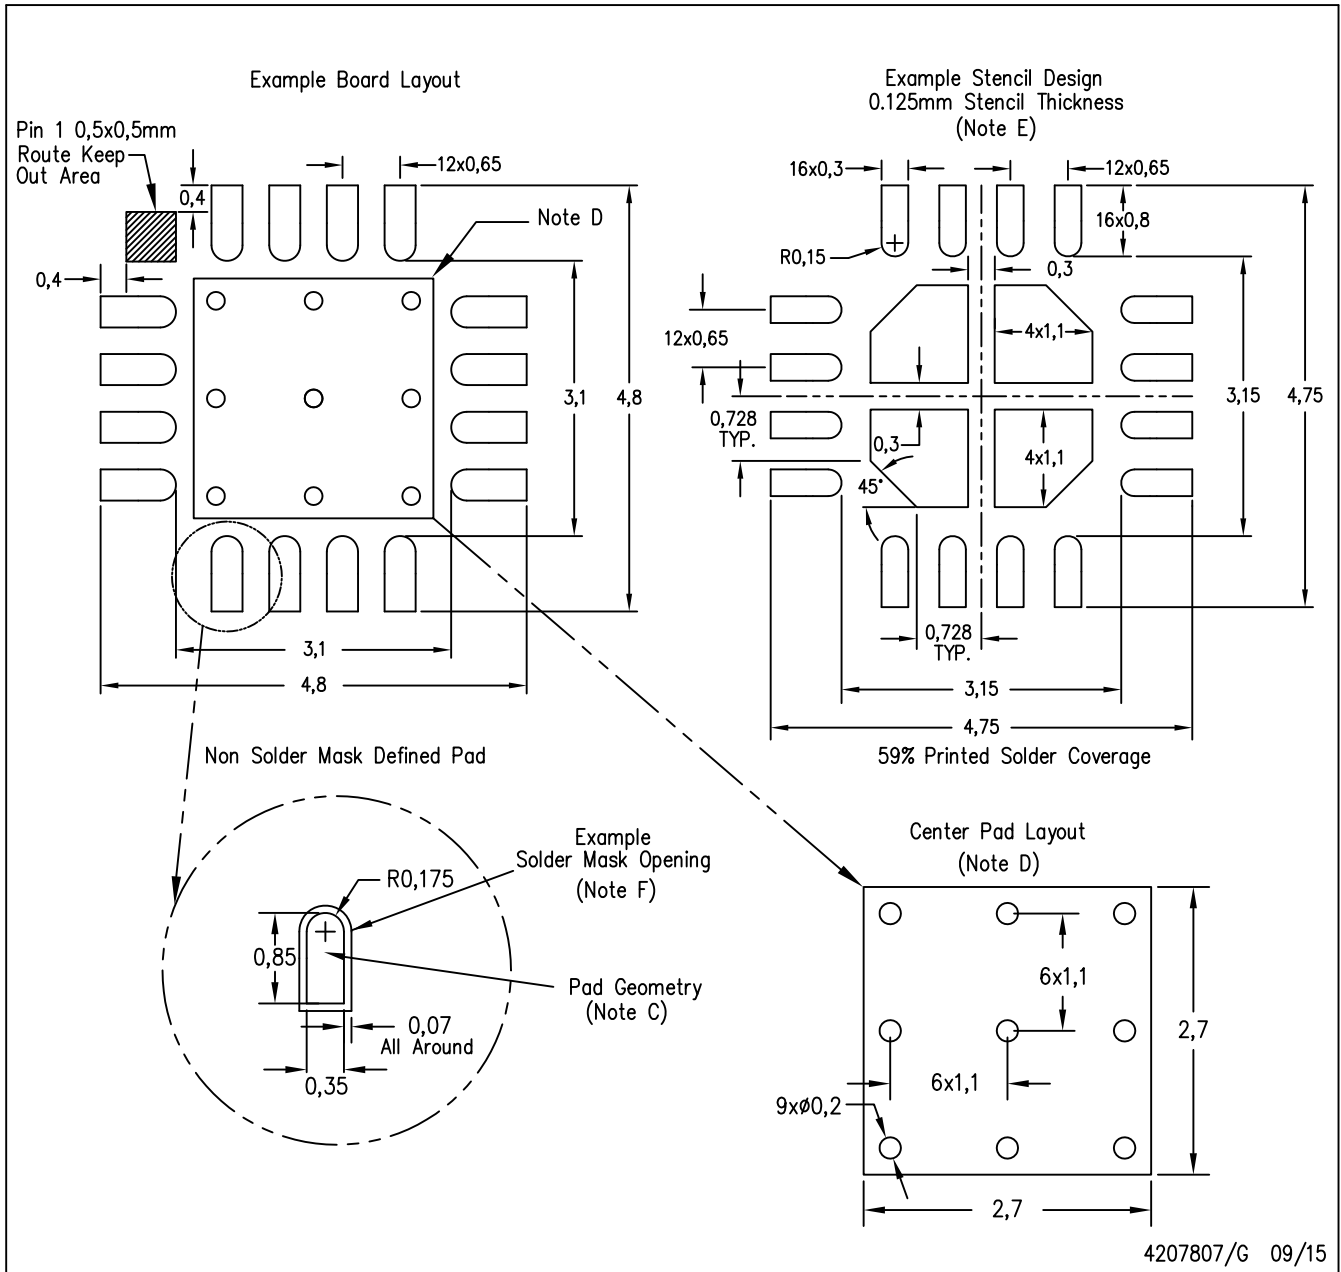 Example Board Layout
Pin 1 0,5x0,5mm
Route Keep
Out Area
0,4
12x0,65
Note D
0,4
3,1
4,8
3,1
4,8
Example Stencil Design
0.125mm Stencil Thickness
(Note E)
16x0,3
12x0,65
16x0,8
R0,15
0,3
4x1,1
12x0,65
0,728
TYP.
0,3
4x1,1
45°
3,15
4,75
0,728
TYP.
3,15
4,75
59% Printed Solder Coverage
Non Solder Mask Defined Pad
Example
Solder Mask Opening
(Note F)
R0,175
0,85
Pad Geometry
(Note C)
0,07
All Around
0,35
Center Pad Layout
(Note D)
6x1,1
2,7
6x1,1
9xø0,2
2,7
4207807/G 09/15